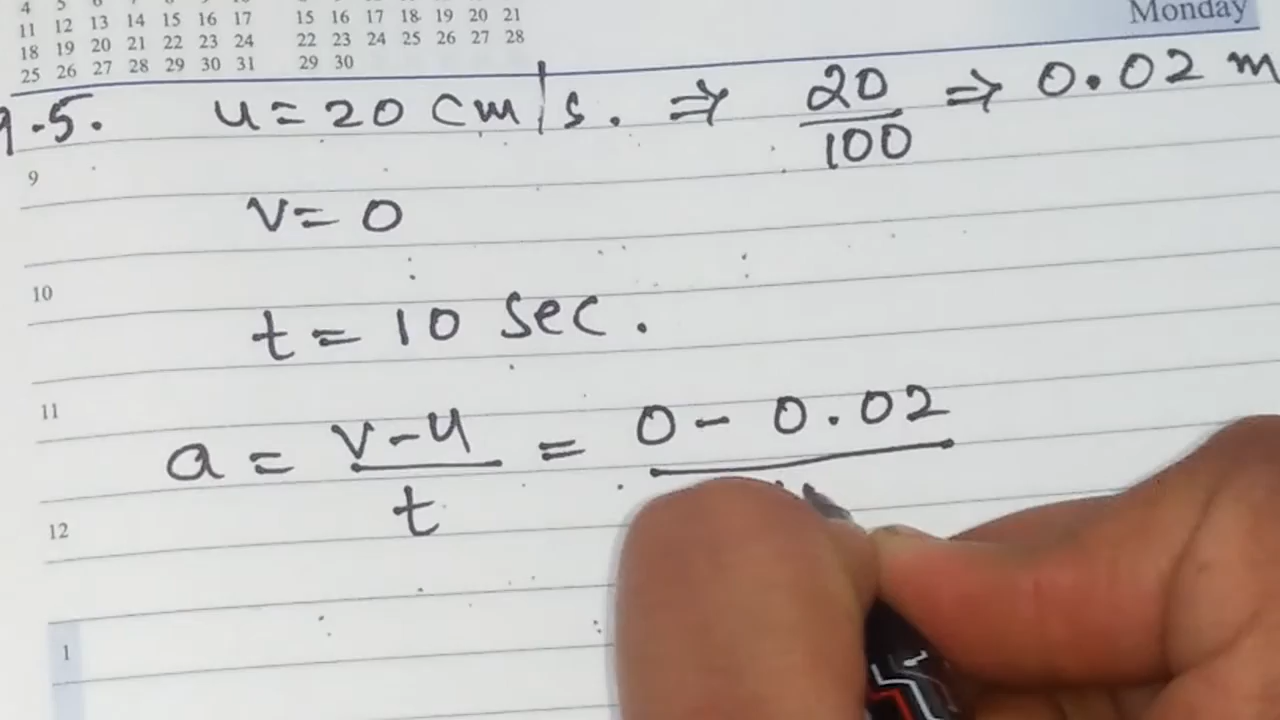 4 5 6 7 8 9 10
11 12 13 14 15 16 17 15 16 17 18 19 20 21
18 19 20 21 22 23 24 22 23 24 25 26 27 28
25 26 27 28 29 30 31 29 30
Monday
9.5. u = 20 cm/s. ⇒ 20/100 ⇒ 0.02 m
9
v = 0
10
t = 10 sec.
11
a = v-u/t = 0 - 0.02
12
1